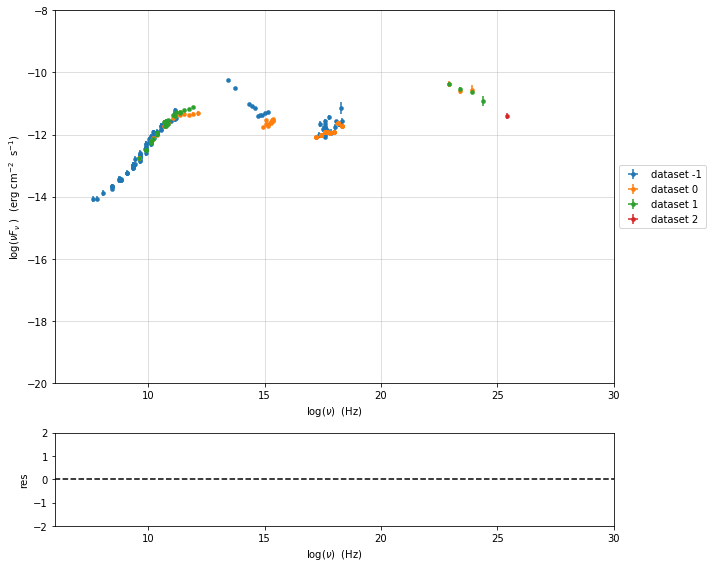 −8
−10
−12
−14
−16
−18
−20
log(νFν ) (erg cm−2 s−1)
10 15 20 25 30
log(ν) (Hz)
dataset -1
dataset 0
dataset 1
dataset 2
2
1
0
−1
−2
res
10 15 20 25 30
log(ν) (Hz)